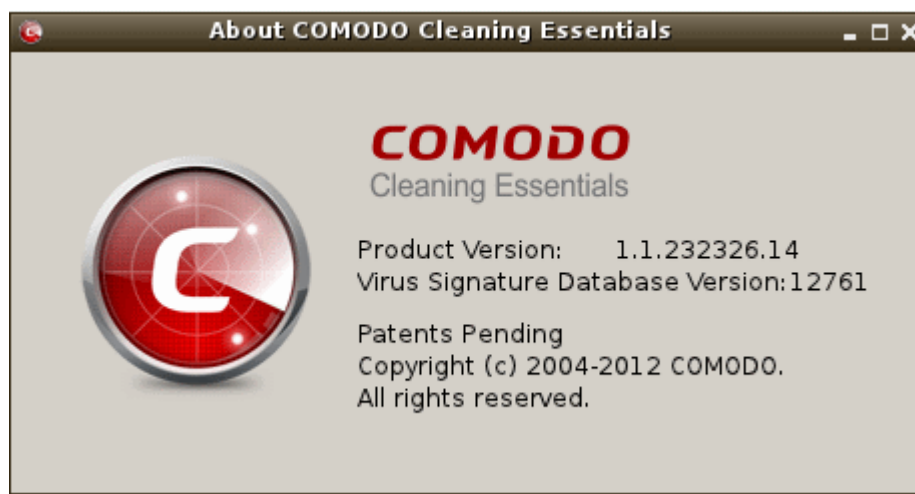 About COMODO Cleaning Essentials
COMODO
Cleaning Essentials
Product Version: 1.1.232326.14
Virus Signature Database Version:12761
Patents Pending
Copyright (c) 2004-2012 COMODO.
All rights reserved.